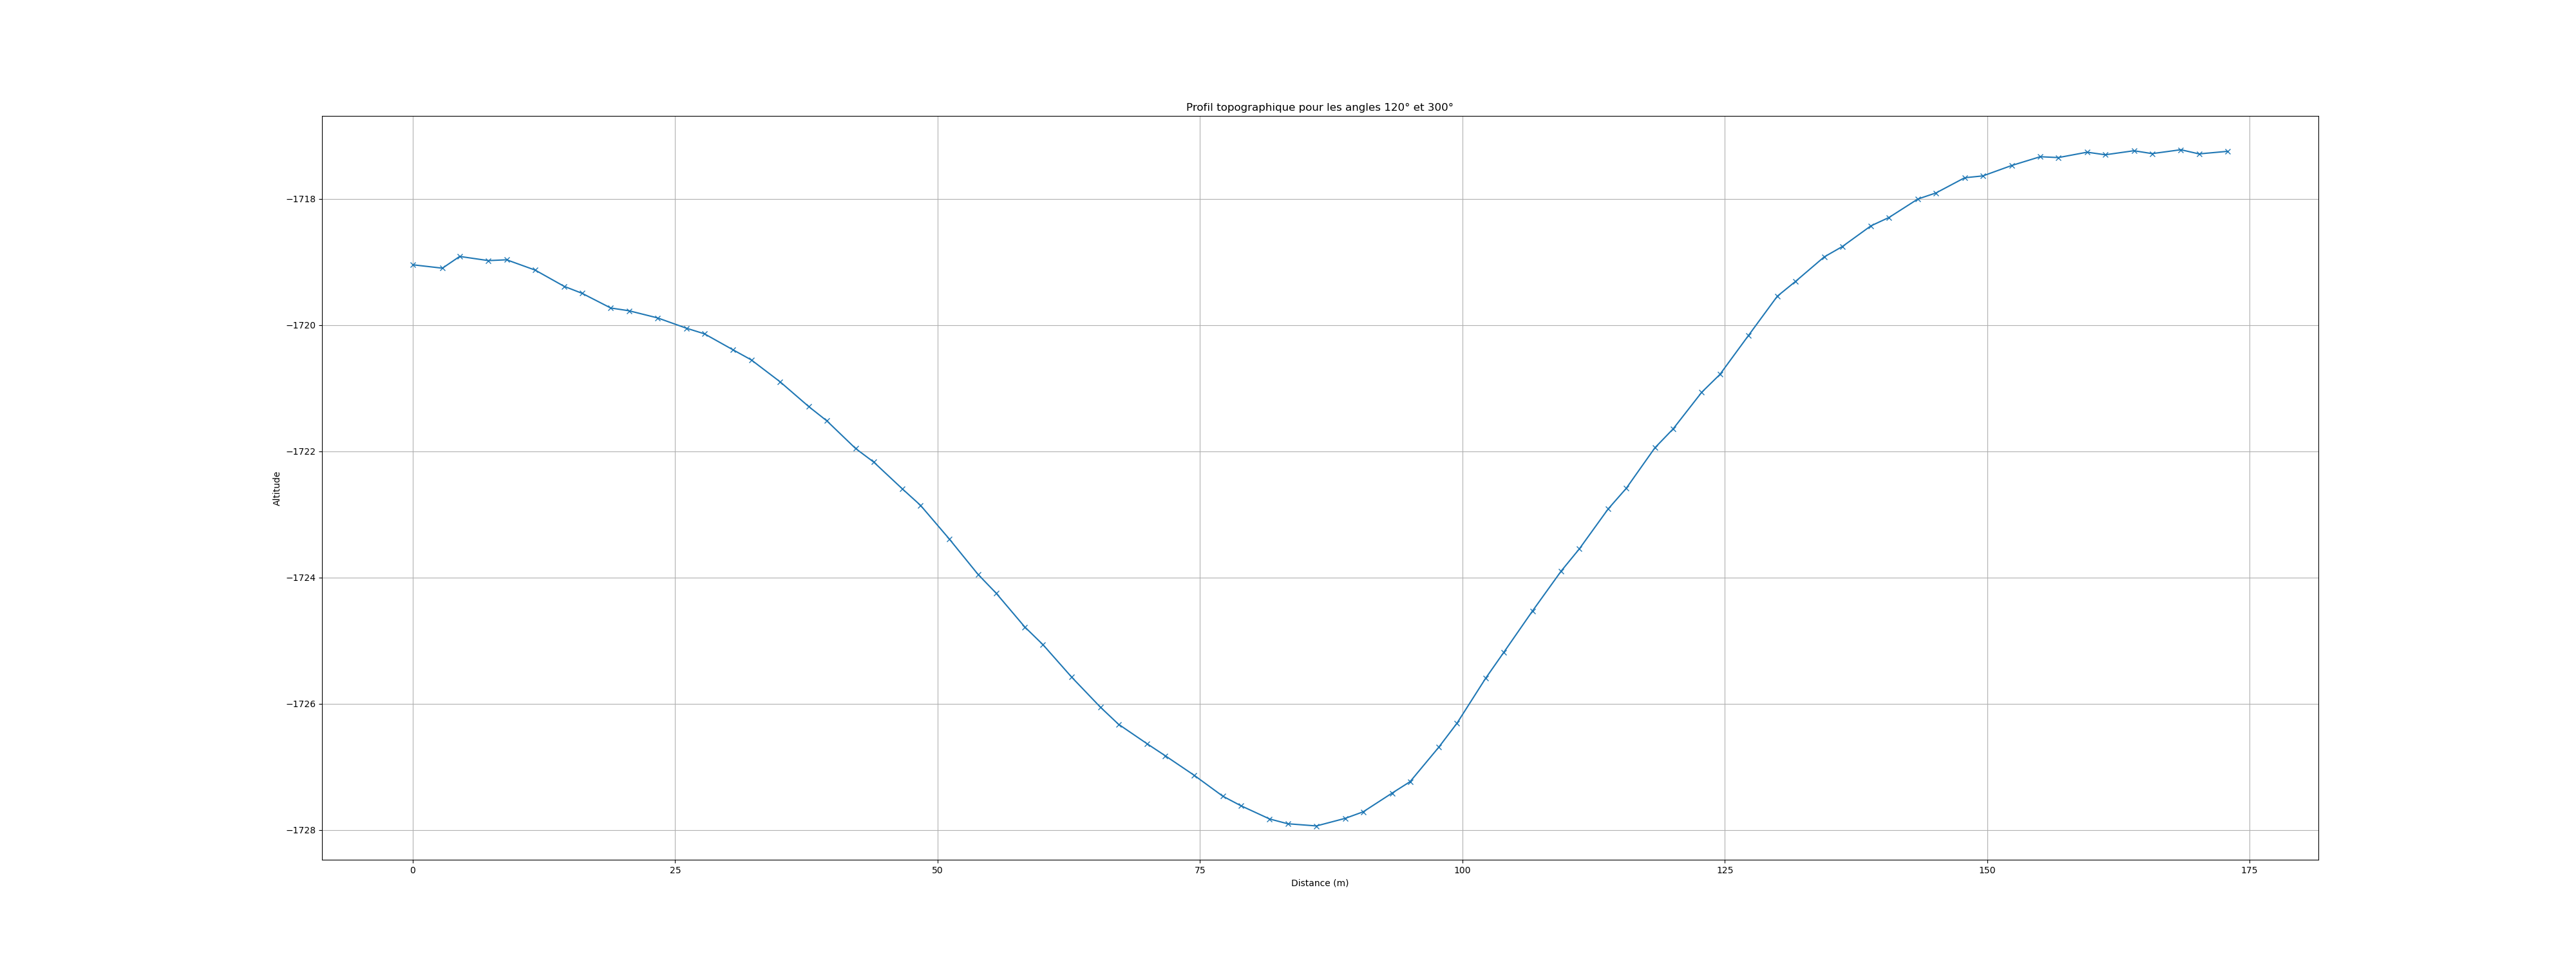 Profil topographique pour les angles 120° et 300°
Altitude
−1718
−1720
−1722
−1724
−1726
−1728
0 25 50 75 100 125 150 175
Distance (m)